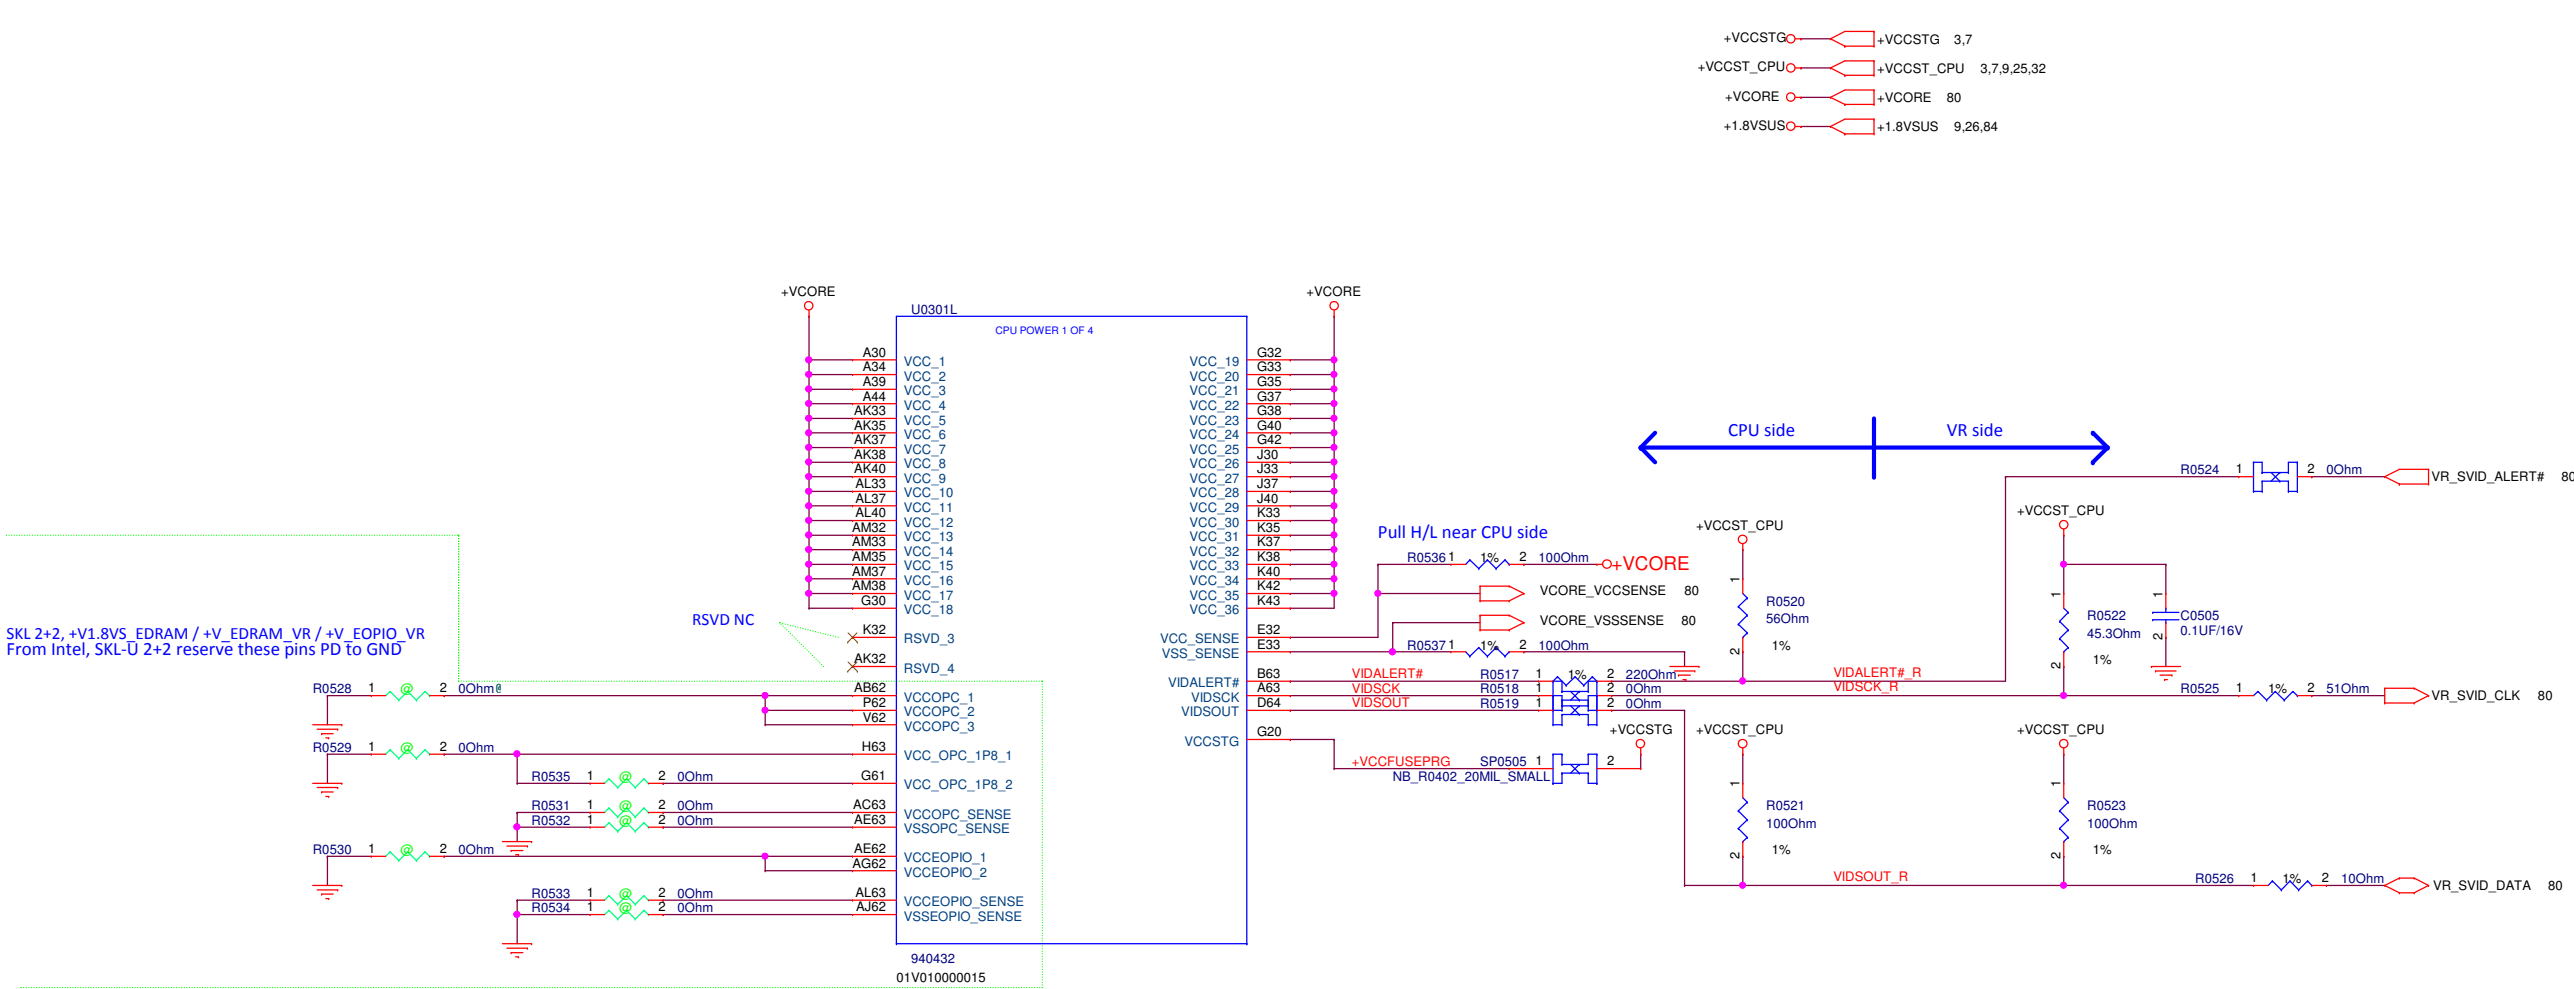 +VCCSTG +VCCSTG 3,7
+VCCST_CPU +VCCST_CPU 3,7,9,25,32
+VCORE +VCORE 80
+1.8VSUS +1.8VSUS 9,26,84
+VCORE +VCORE
U0301L
CPU POWER 1 OF 4
A30 VCC_1 VCC_19 G32
A34 VCC_2 VCC_20 G33
A39 VCC_3 VCC_21 G35
A44 VCC_4 VCC_22 G37
AK33 VCC_5 VCC_23 G38
AK35 VCC_6 VCC_24 G40
AK37 VCC_7 VCC_25 G42
AK38 VCC_8 VCC_26 J30
AK40 VCC_9 VCC_27 J33
AL33 VCC_10 VCC_28 J37
AL37 VCC_11 VCC_29 J40
AL40 VCC_12 VCC_30 K33
AM32 VCC_13 VCC_31 K35
AM33 VCC_14 VCC_32 K37
AM35 VCC_15 VCC_33 K38
AM37 VCC_16 VCC_34 K40
AM38 VCC_17 VCC_35 K42
G30 VCC_18 VCC_36 K43
RSVD NC
K32 RSVD_3 VCC_SENSE E32
VSS_SENSE E33
AK32 RSVD_4
VIDALERT# B63 VIDALERT# R0517 1 1% 2 220Ohm VIDALERT#_R
VIDSCK A63 VIDSCK R0518 1 2 0Ohm VIDSCK_R
VIDSOUT D64 VIDSOUT R0519 1 2 0Ohm
VCCSTG G20
+VCCFUSEPRG SP0505 1 2
NB_R0402_20MIL_SMALL
+VCCSTG
SKL 2+2, +V1.8VS_EDRAM / +V_EDRAM_VR / +V_EOPIO_VR
From Intel, SKL-U 2+2 reserve these pins PD to GND
R0528 1 @ 2 0Ohm @ AB62 VCCOPC_1
P62 VCCOPC_2
V62 VCCOPC_3
R0529 1 @ 2 0Ohm H63 VCC_OPC_1P8_1
R0535 1 @ 2 0Ohm G61 VCC_OPC_1P8_2
R0531 1 @ 2 0Ohm AC63 VCCOPC_SENSE
R0532 1 @ 2 0Ohm AE63 VSSOPC_SENSE
R0530 1 @ 2 0Ohm AE62 VCCEOPIO_1
AG62 VCCEOPIO_2
R0533 1 @ 2 0Ohm AL63 VCCEOPIO_SENSE
R0534 1 @ 2 0Ohm AJ62 VSSEOPIO_SENSE
940432
01V010000015
CPU side VR side
Pull H/L near CPU side
R0536 1 1% 2 100Ohm +VCORE
VCORE_VCCSENSE 80
VCORE_VSSSENSE 80
R0537 1 1% 2 100Ohm
R0524 1 2 0Ohm VR_SVID_ALERT# 80
+VCCST_CPU
1
R0520
56Ohm
2 1%
+VCCST_CPU
1
R0522
45.3Ohm
2 1%
1
C0505
0.1UF/16V
2
R0525 1 1% 2 51Ohm VR_SVID_CLK 80
+VCCST_CPU
1
R0521
100Ohm
2 1%
+VCCST_CPU
1
R0523
100Ohm
2 1%
VIDSOUT_R
R0526 1 1% 2 10Ohm VR_SVID_DATA 80